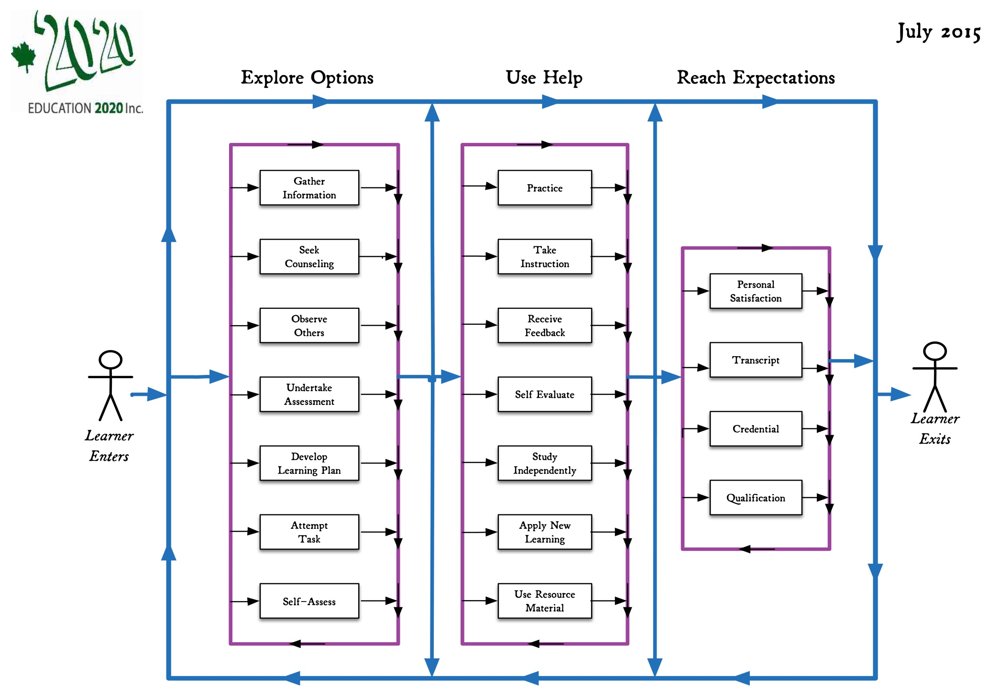 '2020
EDUCATION 2020 Inc.
July 2015
Explore Options
Use Help
Reach Expectations
Gather
Information
Seek
Counseling
Observe
Others
Undertake
Assessment
Develop
Learning Plan
Attempt
Task
Self-Assess
Practice
Take
Instruction
Receive
Feedback
Self Evaluate
Study
Independently
Apply New
Learning
Use Resource
Material
Personal
Satisfaction
Transcript
Credential
Qualification
Learner
Enters
Learner
Exits